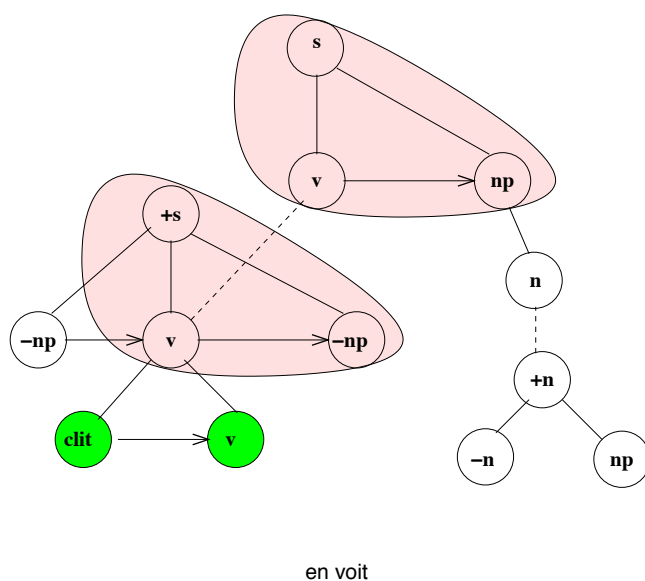 s
v np
+s
n
−np v −np
+n
clit v
−n np
en voit